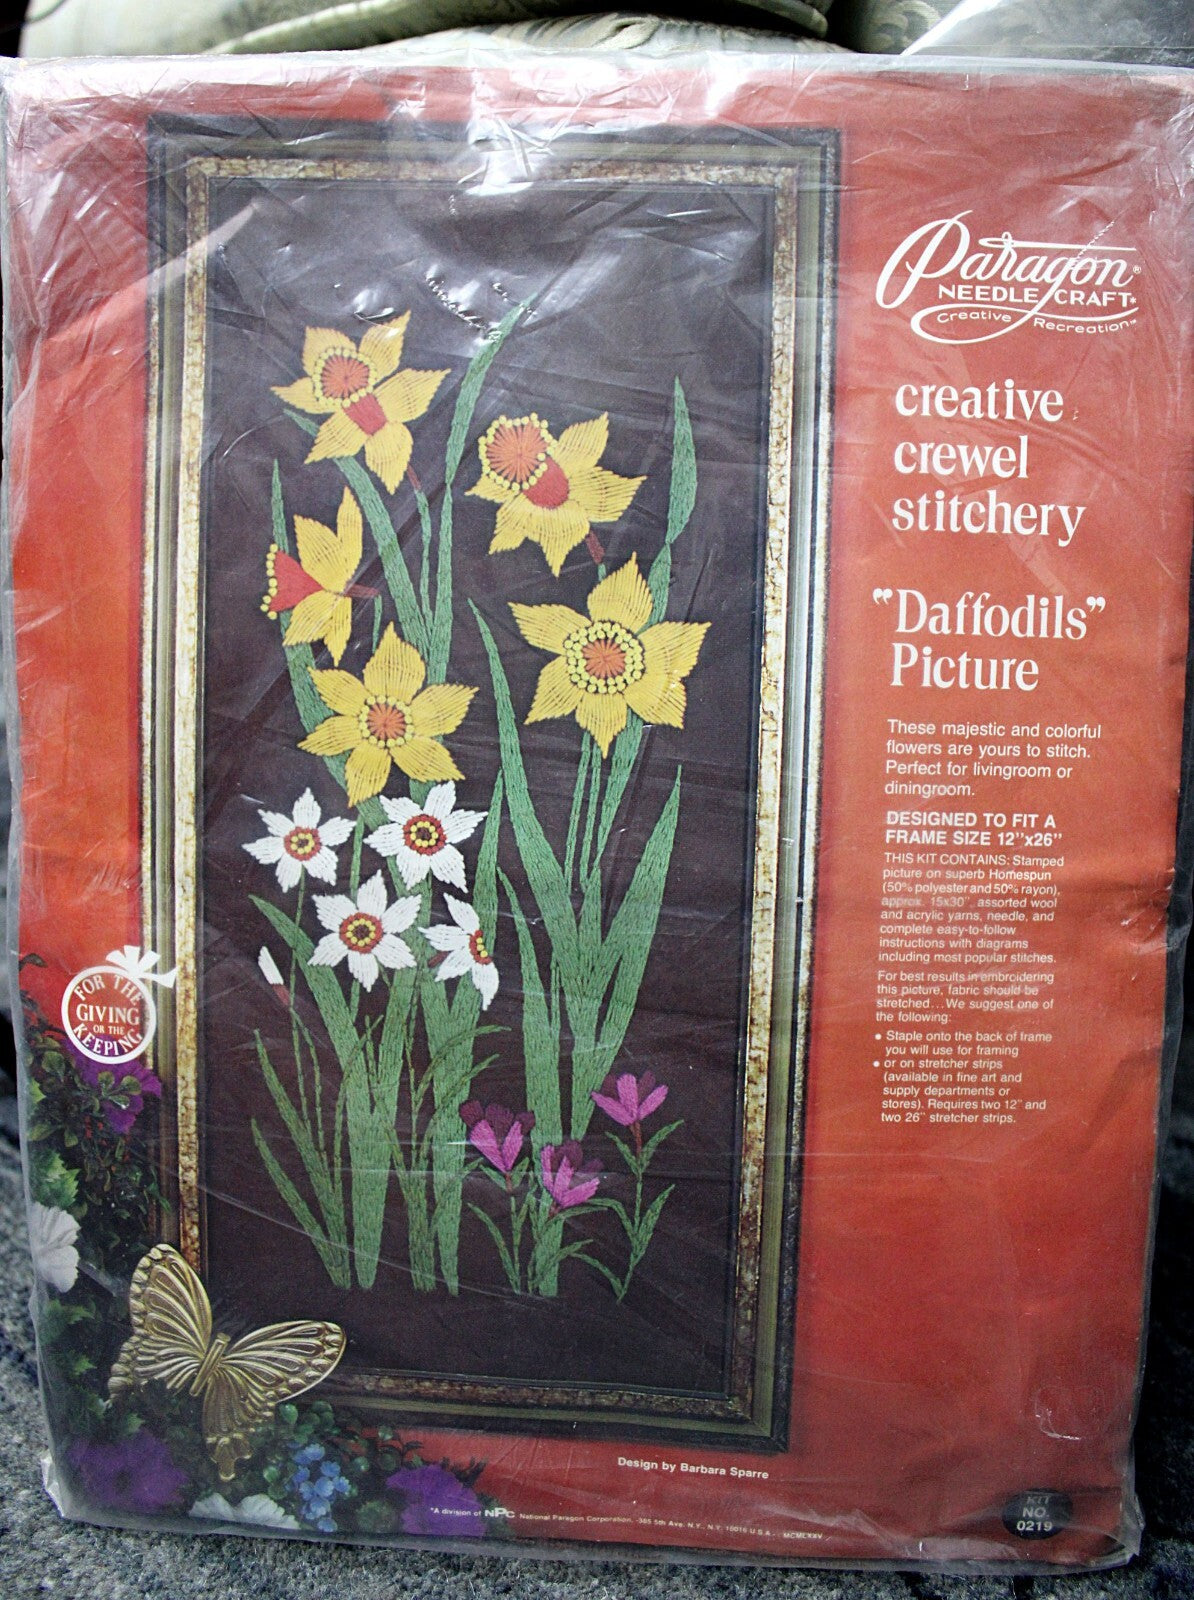 Paragon®
NEEDLE CRAFT*
Creative Recreation™
creative
crewel
stitchery
"Daffodils"
Picture
These majestic and colorful
flowers are yours to stitch.
Perfect for livingroom or
diningroom.
DESIGNED TO FIT A
FRAME SIZE 12"x26"
THIS KIT CONTAINS: Stamped
picture on superb Homespun
(50% polyester and 50% rayon),
approx. 15x30", assorted wool
and acrylic yarns, needle, and
complete easy-to-follow
instructions with diagrams
including most popular stitches.
For best results in embroidering
this picture, fabric should be
stretched...We suggest one of
the following:
• Staple onto the back of frame
you will use for framing
• or on stretcher strips
(available in fine art and
supply departments or
stores). Requires two 12" and
two 26" stretcher strips.
FOR THE
GIVING
OR THE
KEEPING
Design by Barbara Sparre
*A division of NPC National Paragon Corporation, 385 5th Ave. N.Y., N.Y. 10016 U.S.A. MCMLXXV
KIT
NO.
0219